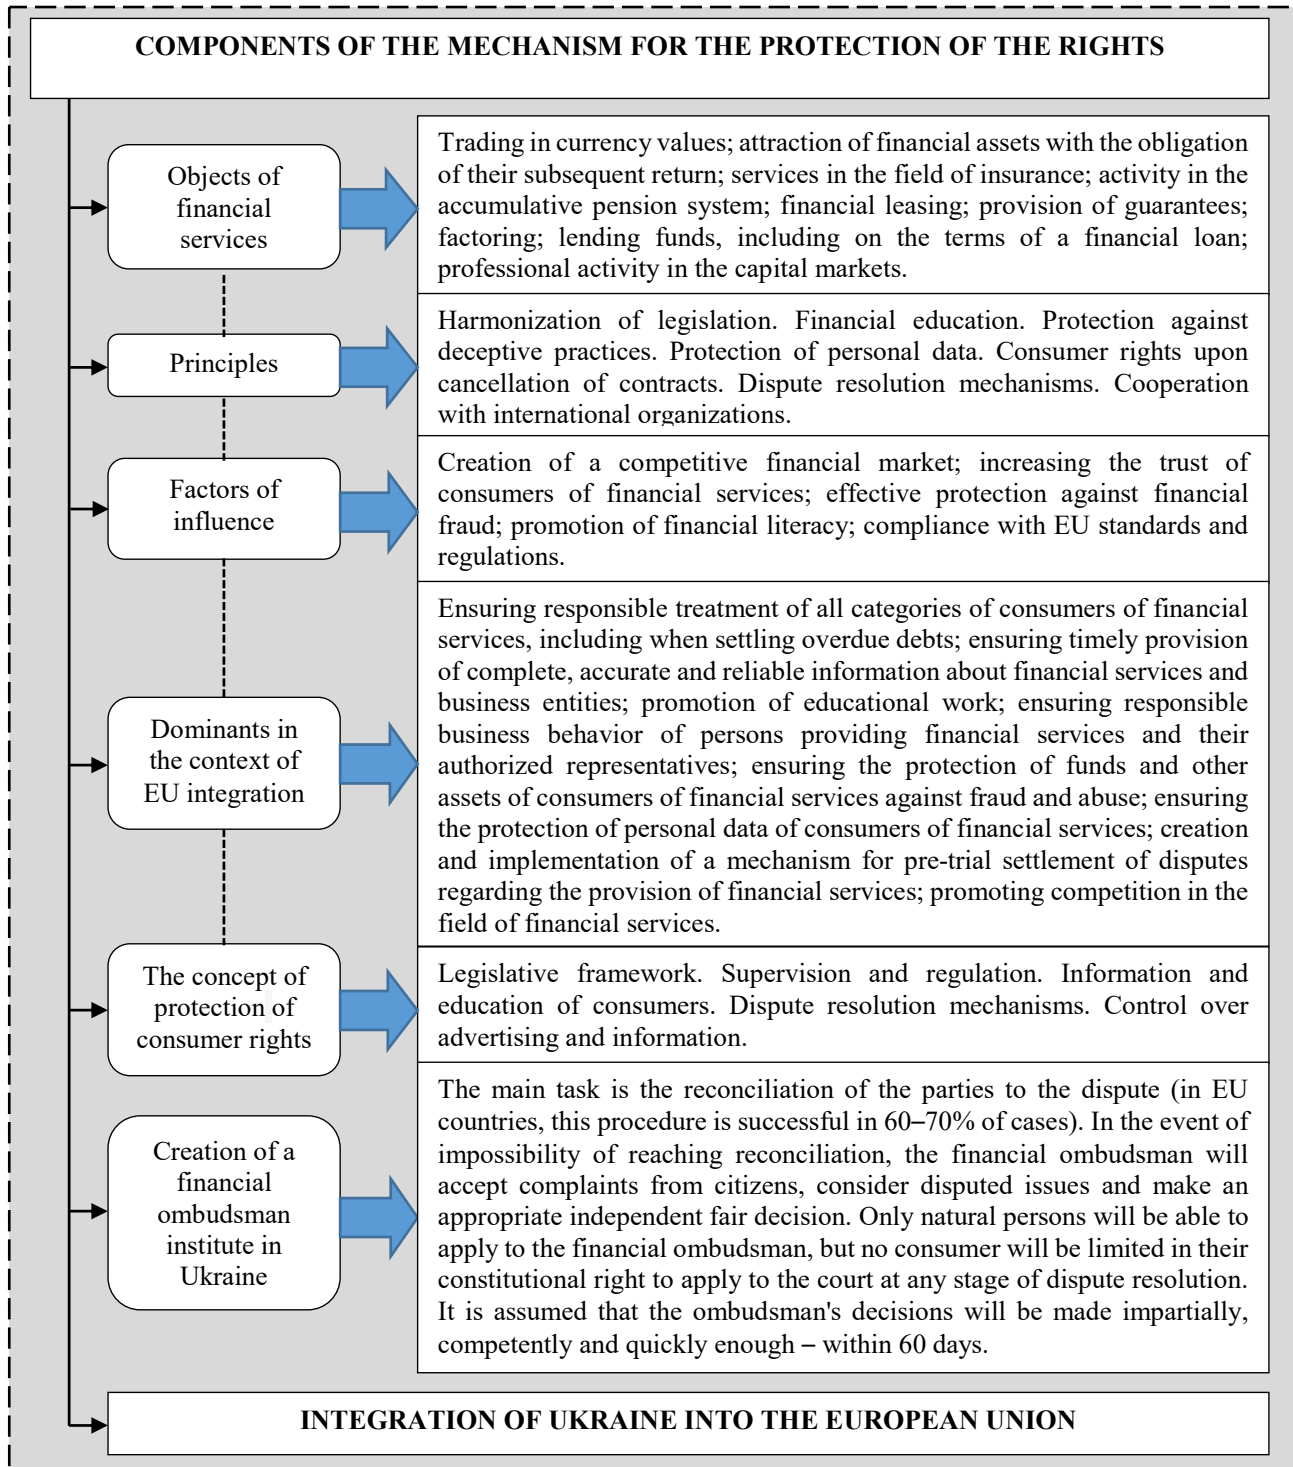 COMPONENTS OF THE MECHANISM FOR THE PROTECTION OF THE RIGHTS
Objects of
financial
services
Trading in currency values; attraction of financial assets with the obligation
of their subsequent return; services in the field of insurance; activity in the
accumulative pension system; financial leasing; provision of guarantees;
factoring; lending funds, including on the terms of a financial loan;
professional activity in the capital markets.
Principles
Harmonization of legislation. Financial education. Protection against
deceptive practices. Protection of personal data. Consumer rights upon
cancellation of contracts. Dispute resolution mechanisms. Cooperation
with international organizations.
Factors of
influence
Creation of a competitive financial market; increasing the trust of
consumers of financial services; effective protection against financial
fraud; promotion of financial literacy; compliance with EU standards and
regulations.
Dominants in
the context of
EU integration
Ensuring responsible treatment of all categories of consumers of financial
services, including when settling overdue debts; ensuring timely provision
of complete, accurate and reliable information about financial services and
business entities; promotion of educational work; ensuring responsible
business behavior of persons providing financial services and their
authorized representatives; ensuring the protection of funds and other
assets of consumers of financial services against fraud and abuse; ensuring
the protection of personal data of consumers of financial services; creation
and implementation of a mechanism for pre-trial settlement of disputes
regarding the provision of financial services; promoting competition in the
field of financial services.
The concept of
protection of
consumer rights
Legislative framework. Supervision and regulation. Information and
education of consumers. Dispute resolution mechanisms. Control over
advertising and information.
Creation of a
financial
ombudsman
institute in
Ukraine
The main task is the reconciliation of the parties to the dispute (in EU
countries, this procedure is successful in 60–70% of cases). In the event of
impossibility of reaching reconciliation, the financial ombudsman will
accept complaints from citizens, consider disputed issues and make an
appropriate independent fair decision. Only natural persons will be able to
apply to the financial ombudsman, but no consumer will be limited in their
constitutional right to apply to the court at any stage of dispute resolution.
It is assumed that the ombudsman's decisions will be made impartially,
competently and quickly enough – within 60 days.
INTEGRATION OF UKRAINE INTO THE EUROPEAN UNION